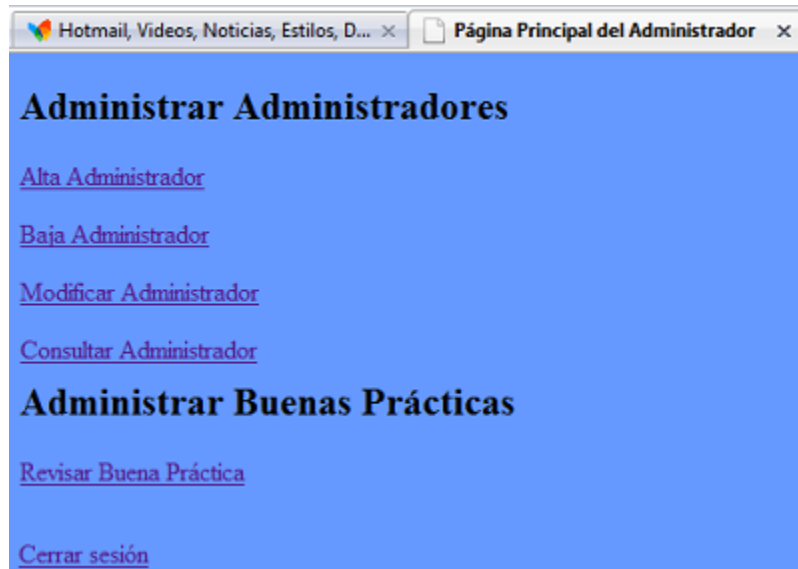 Hotmail, Videos, Noticias, Estilos, D... Página Principal del Administrador
Administrar Administradores
Alta Administrador
Baja Administrador
Modificar Administrador
Consultar Administrador
Administrar Buenas Prácticas
Revisar Buena Práctica
Cerrar sesión